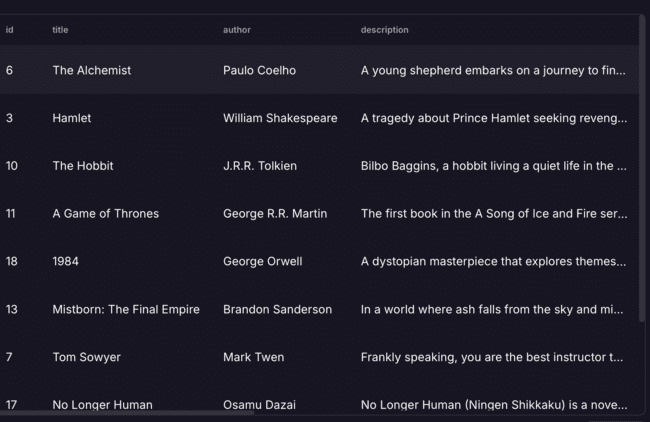 id title author description
6 The Alchemist Paulo Coelho A young shepherd embarks on a journey to fin...
3 Hamlet William Shakespeare A tragedy about Prince Hamlet seeking reveng...
10 The Hobbit J.R.R. Tolkien Bilbo Baggins, a hobbit living a quiet life in the ...
11 A Game of Thrones George R.R. Martin The first book in the A Song of Ice and Fire ser...
18 1984 George Orwell A dystopian masterpiece that explores themes...
13 Mistborn: The Final Empire Brandon Sanderson In a world where ash falls from the sky and mi...
7 Tom Sowyer Mark Twen Frankly speaking, you are the best instructor t...
17 No Longer Human Osamu Dazai No Longer Human (Ningen Shikkaku) is a nove...